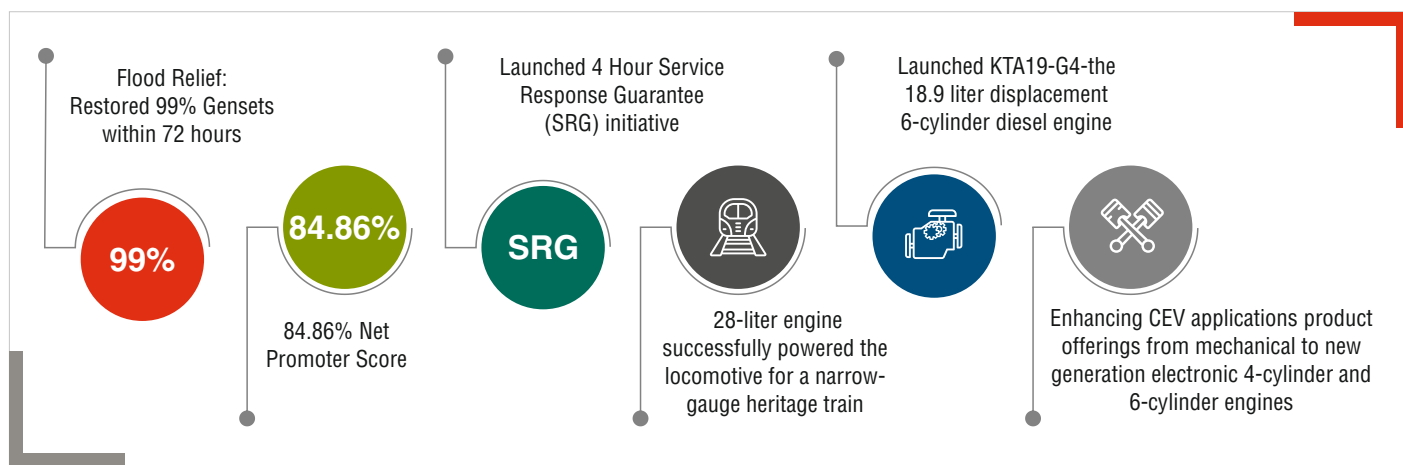 Flood Relief:
Restored 99% Gensets
within 72 hours
99%
84.86%
84.86% Net
Promoter Score
Launched 4 Hour Service
Response Guarantee
(SRG) initiative
SRG
28-liter engine
successfully powered the
locomotive for a narrow-
gauge heritage train
Launched KTA19-G4-the
18.9 liter displacement
6-cylinder diesel engine
Enhancing CEV applications product
offerings from mechanical to new
generation electronic 4-cylinder and
6-cylinder engines